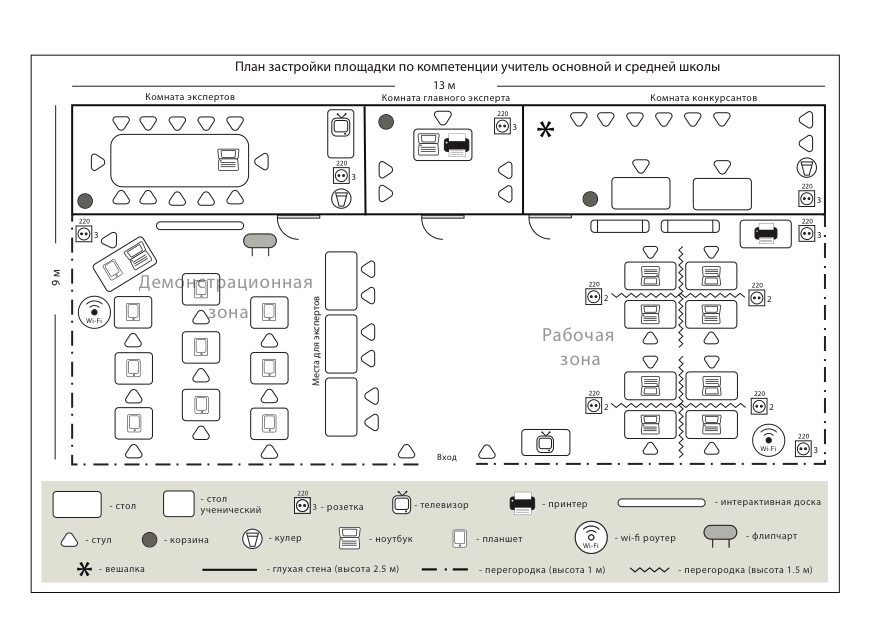 План застройки площадки по компетенции учитель основной и средней школы
13 м
Комната экспертов
Комната главного эксперта
Комната конкурсантов
220
3
220
3
220
3
220
3
220
3
9 м
Демонстрационная
зона
Wi-Fi
Места для экспертов
Рабочая
зона
220
2
220
2
220
2
220
2
Wi-Fi
220
3
Вход
- стол
- стол
ученический
220
3 - розетка
- телевизор
- принтер
- интерактивная доска
- стул
- корзина
- кулер
- ноутбук
- планшет
Wi-Fi
- wi-fi роутер
- флипчарт
- вешалка
- глухая стена (высота 2.5 м)
- перегородка (высота 1 м)
- перегородка (высота 1.5 м)